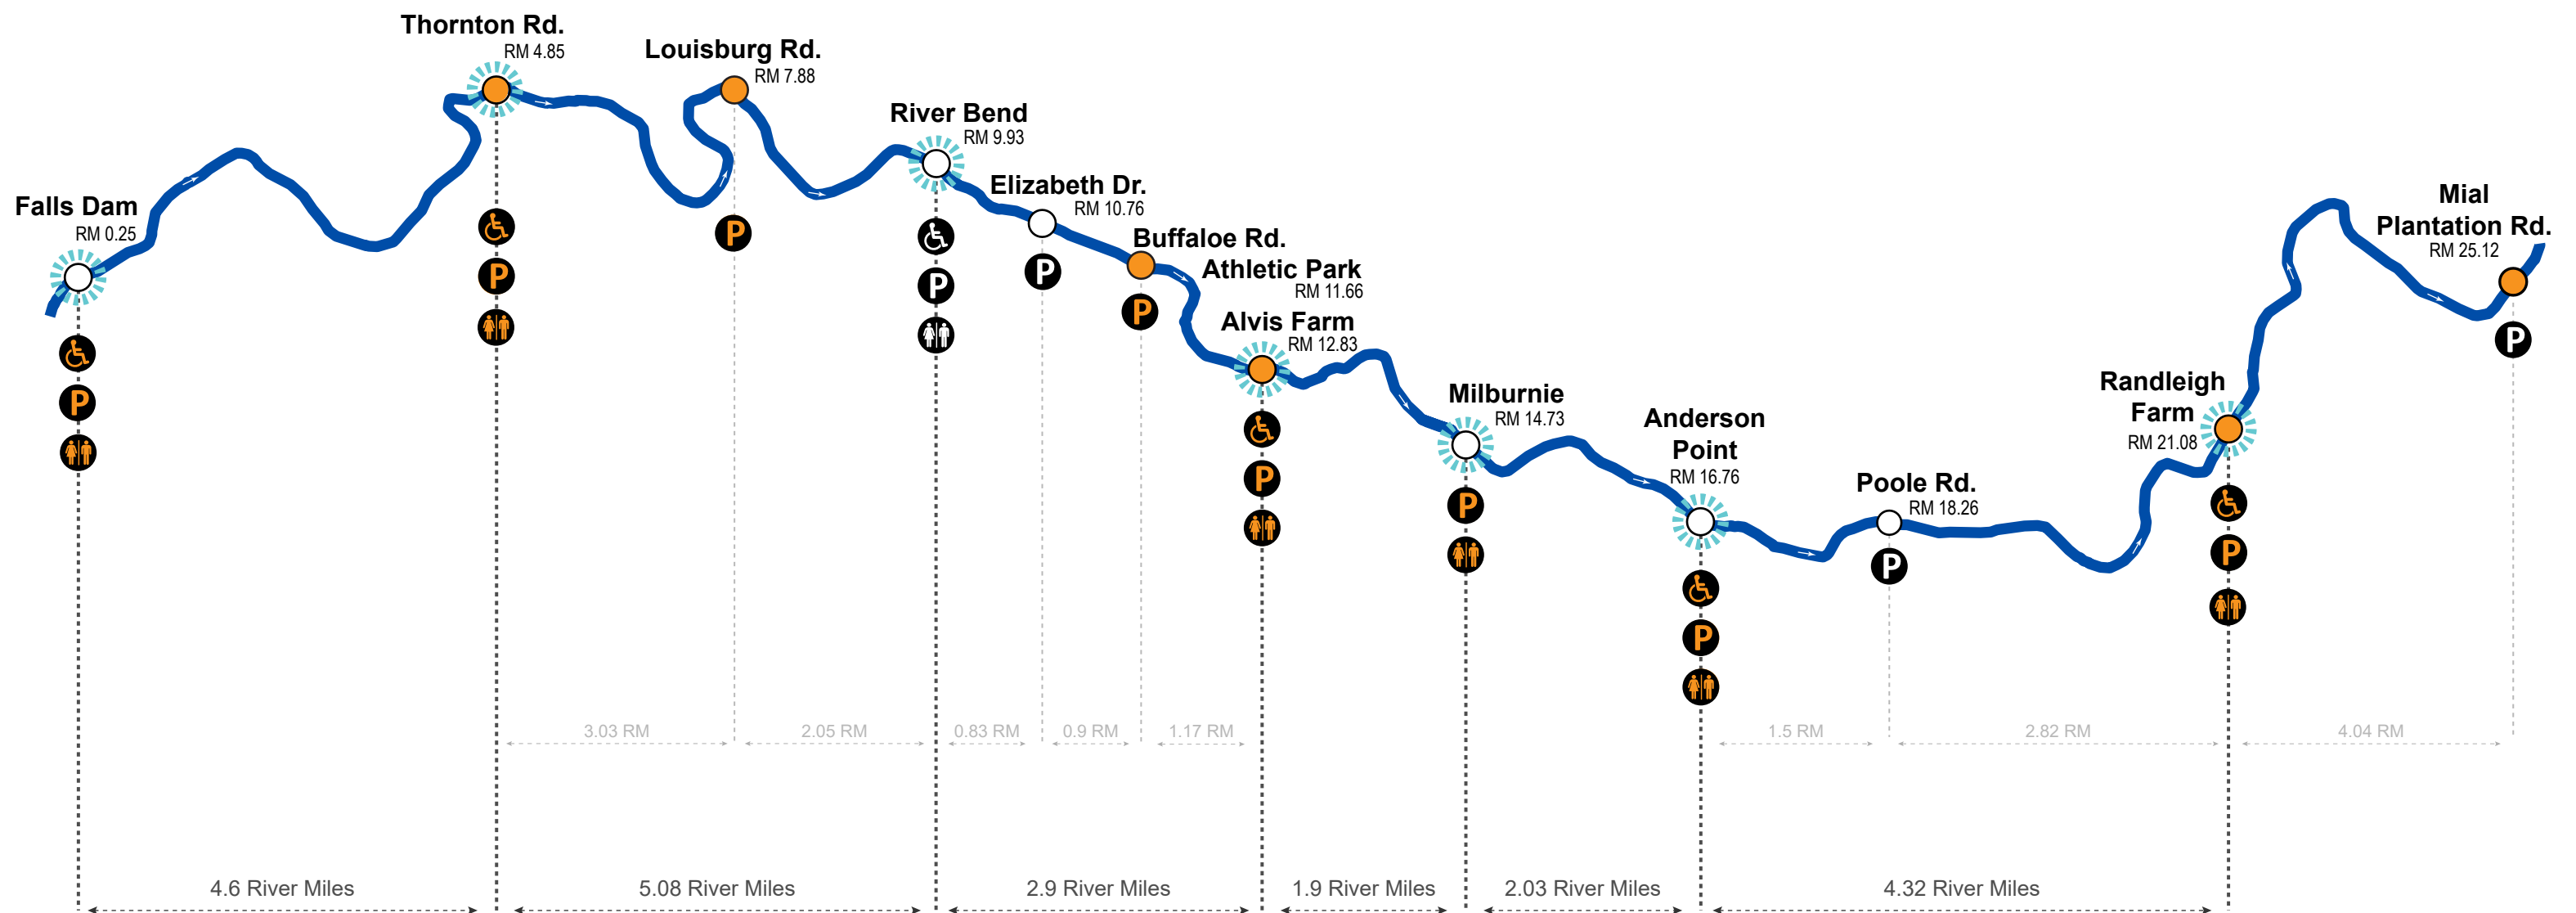 Thornton Rd.
RM 4.85
Louisburg Rd.
RM 7.88
River Bend
RM 9.93
Elizabeth Dr.
RM 10.76
Falls Dam
RM 0.25
Buffaloe Rd.
Athletic Park
RM 11.66
Alvis Farm
RM 12.83
Milburnie
RM 14.73
Anderson
Point
RM 16.76
Poole Rd.
RM 18.26
Randleigh
Farm
RM 21.08
Mial
Plantation Rd.
RM 25.12
P
P
P
P
P
P
P
P
P
P
P
P
3.03 RM
2.05 RM
0.83 RM
0.9 RM
1.17 RM
1.5 RM
2.82 RM
4.04 RM
4.6 River Miles
5.08 River Miles
2.9 River Miles
1.9 River Miles
2.03 River Miles
4.32 River Miles